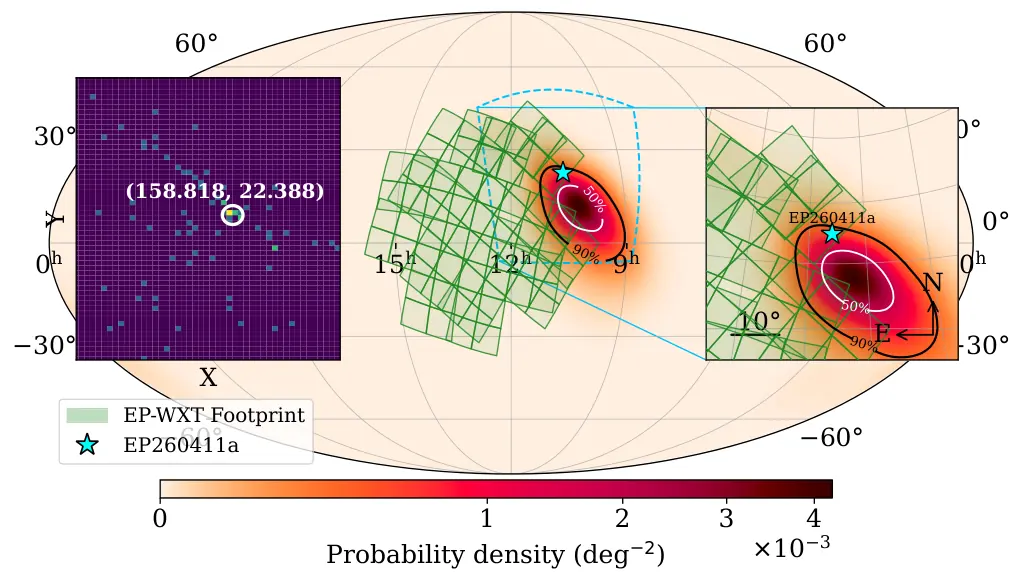 60°
60°
30°
0°
(158.818, 22.388)
EP260411a
50%
Y
0°
0h
15h
12h
9h
0h
90%
N
50%
10°
E
90%
−30°
-30°
X
EP-WXT Footprint
−60°
60°
EP260411a
0
1
2
3
4
Probability density (deg⁻²)
×10⁻³